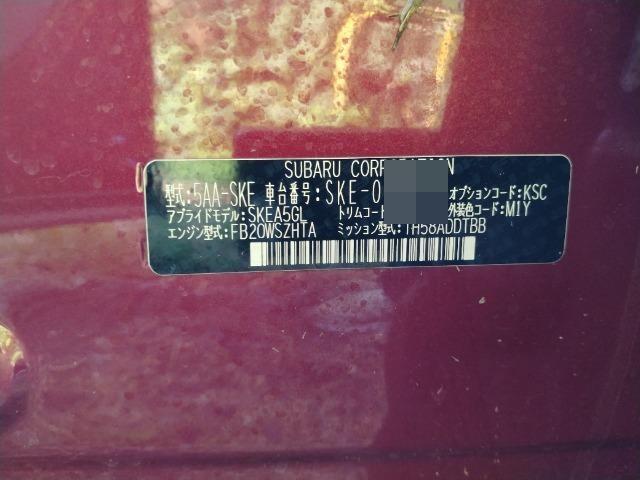 SUBARU CORPORATION
型式:5AA-SKE 車台番号:SKE-0 オプションコード:KSC
アプライドモデル:SKEA5GL トリムコード 外装色コード:M1Y
エンジン型式:FB20WSZHTA ミッション型式:TH58ADDTBB